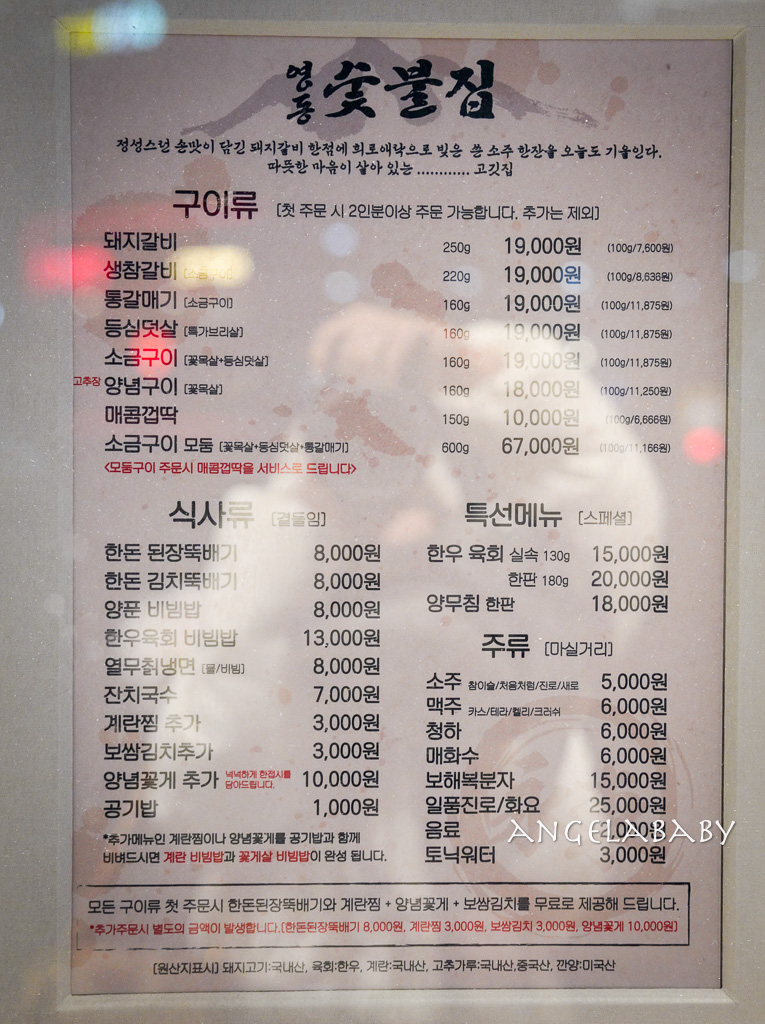 영동 숯불집
정성스런 손맛이 담긴 돼지갈비 한점에 희로애락으로 빚은 쓴 소주 한잔을 오늘도 기울인다.
따뜻한 마음이 살아 있는 ............ 고깃집
구이류 [첫 주문 시 2인분이상 주문 가능합니다. 추가는 제외]
돼지갈비 250g 19,000원 (100g/7,600원)
생참갈비 [소금구이] 220g 19,000원 (100g/8,636원)
통갈매기 [소금구이] 160g 19,000원 (100g/11,875원)
등심덧살 [특가브리살] 160g 19,000원 (100g/11,875원)
소금구이 [꽃목살+등심덧살] 160g 19,000원 (100g/11,875원)
고추장 양념구이 [꽃목살] 160g 18,000원 (100g/11,250원)
매콤껍딱 150g 10,000원 (100g/6,666원)
소금구이 모둠 [꽃목살+등심덧살+통갈매기] 600g 67,000원 (100g/11,166원)
<모둠구이 주문시 매콤껍딱을 서비스로 드립니다>
식사류 [곁들임]
한돈 된장뚝배기 8,000원
한돈 김치뚝배기 8,000원
양푼 비빔밥 8,000원
한우육회 비빔밥 13,000원
열무칡냉면 [물/비빔] 8,000원
잔치국수 7,000원
계란찜 추가 3,000원
보쌈김치추가 3,000원
양념꽃게 추가 넉넉하게 한접시를 담아드립니다. 10,000원
공기밥 1,000원
*추가메뉴인 계란찜이나 양념꽃게를 공기밥과 함께
비벼드시면 계란 비빔밥과 꽃게살 비빔밥이 완성 됩니다.
특선메뉴 [스페셜]
한우 육회 실속 130g 15,000원
한판 180g 20,000원
양무침 한판 18,000원
주류 [마실거리]
소주 참이슬/처음처럼/진로/새로 5,000원
맥주 카스/테라/켈리/크러쉬 6,000원
청하 6,000원
매화수 6,000원
보해복분자 15,000원
일품진로/화요 25,000원
음료 2,000원
토닉워터 3,000원
ANGELABABY
모든 구이류 첫 주문시 한돈된장뚝배기와 계란찜 + 양념꽃게 + 보쌈김치를 무료로 제공해 드립니다.
*추가주문시 별도의 금액이 발생합니다.[한돈된장뚝배기 8,000원, 계란찜 3,000원, 보쌈김치 3,000원, 양념꽃게 10,000원]
[원산지표시] 돼지고기:국내산, 육회:한우, 계란:국내산, 고추가루:국내산,중국산, 깐양:미국산